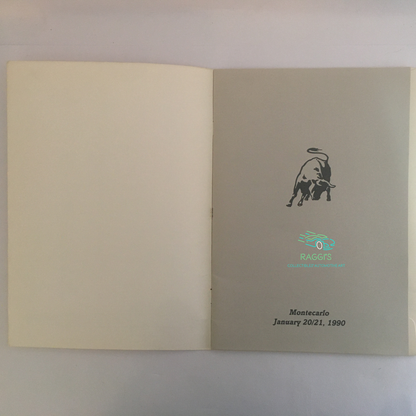 RAGGI'S
Montecarlo
January 20/21, 1990